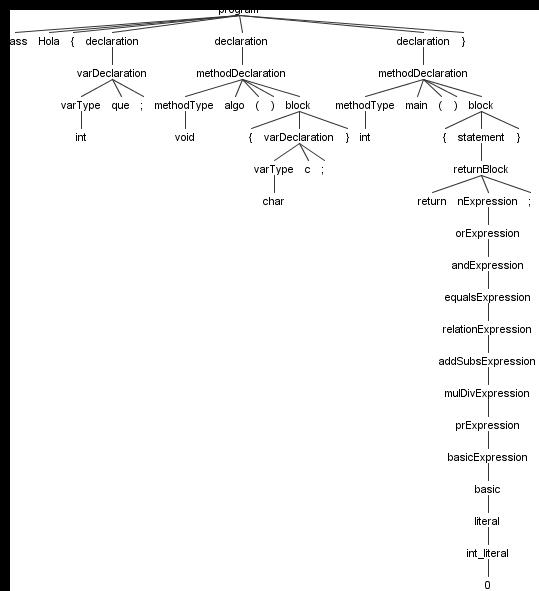 program
ass Hola { declaration declaration declaration }
varDeclaration methodDeclaration methodDeclaration
varType que ; methodType algo ( ) block methodType main ( ) block
int void { varDeclaration } int { statement }
varType c ; returnBlock
char return nExpression ;
orExpression
andExpression
equalsExpression
relationExpression
addSubsExpression
mulDivExpression
prExpression
basicExpression
basic
literal
int_literal
0